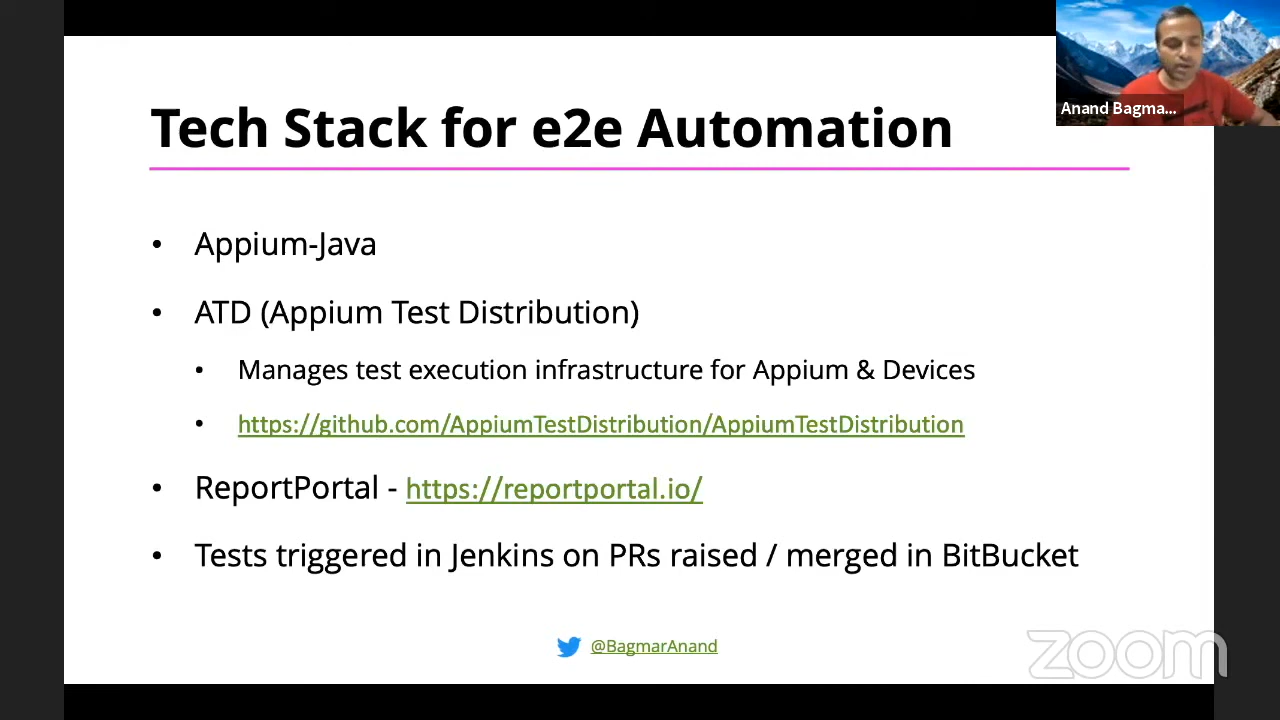 Tech Stack for e2e Automation
Anand Bagma...
• Appium-Java
• ATD (Appium Test Distribution)
• Manages test execution infrastructure for Appium & Devices
• https://github.com/AppiumTestDistribution/AppiumTestDistribution
• ReportPortal - https://reportportal.io/
• Tests triggered in Jenkins on PRs raised / merged in BitBucket
@BagmarAnand
zoom